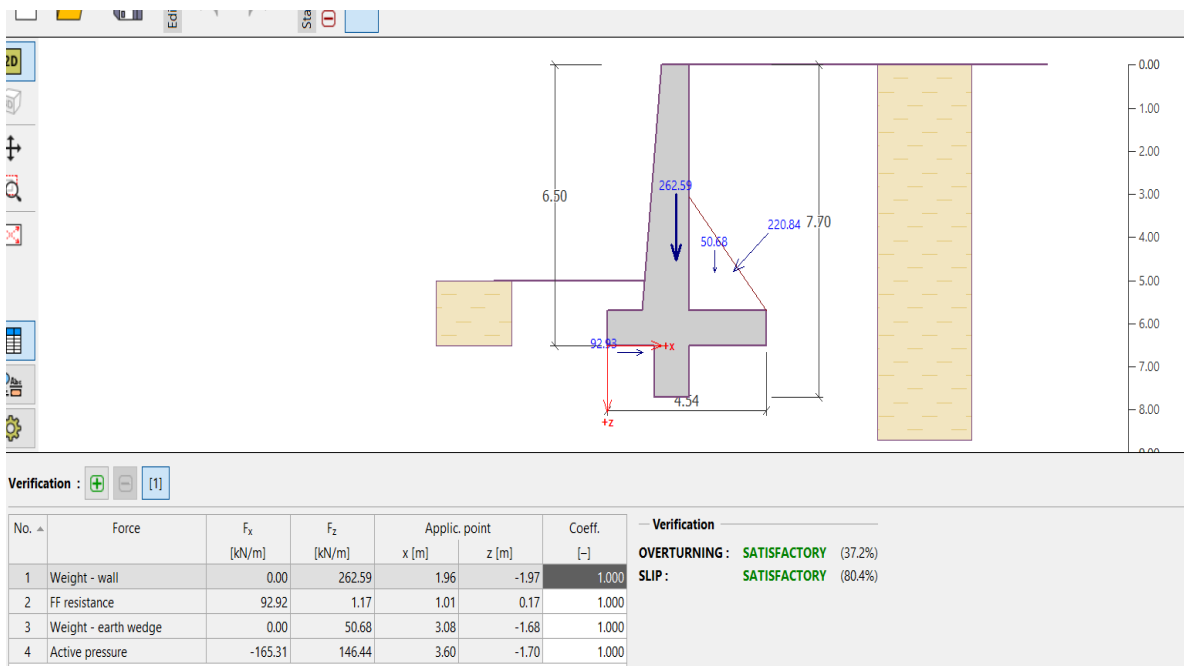 Edi
Sta
2D
0.00
1.00
2.00
6.50
262.59
3.00
220.84 7.70
50.68
4.00
5.00
92.93
+x
6.00
7.00
4.54
+z
8.00
Verification : [1]
No. Force Fx Fz Applic. point Coeff.
[kN/m] [kN/m] x [m] z [m] [–]
1 Weight - wall 0.00 262.59 1.96 -1.97 1.000
2 FF resistance 92.92 1.17 1.01 0.17 1.000
3 Weight - earth wedge 0.00 50.68 3.08 -1.68 1.000
4 Active pressure -165.31 146.44 3.60 -1.70 1.000
Verification
OVERTURNING : SATISFACTORY (37.2%)
SLIP : SATISFACTORY (80.4%)